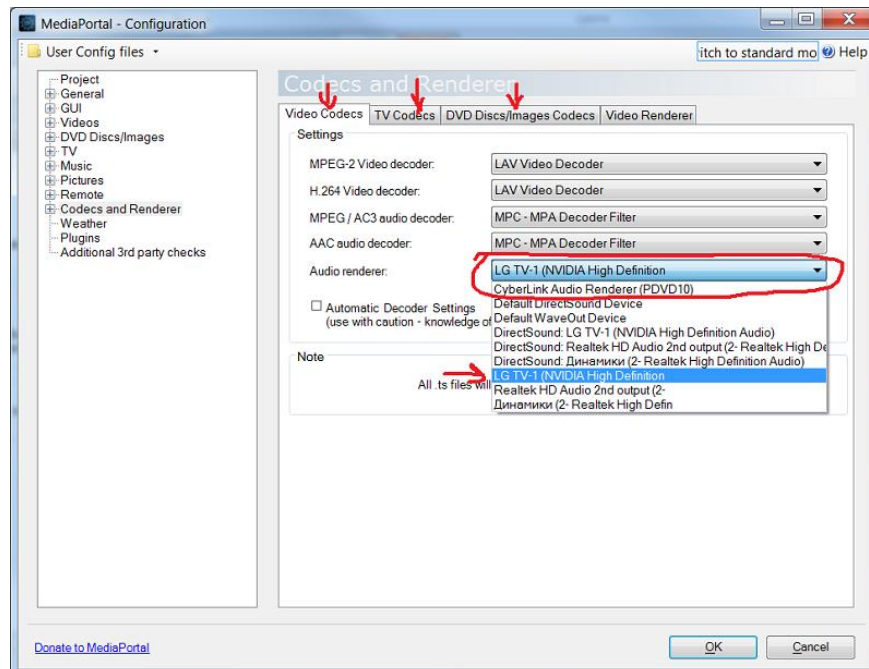 MediaPortal - Configuration
User Config files
itch to standard mo
Help
Project
General
GUI
Videos
DVD Discs/Images
TV
Music
Pictures
Remote
Codecs and Renderer
Weather
Plugins
Additional 3rd party checks
Codecs and Renderer
Video Codecs
TV Codecs
DVD Discs/Images Codecs
Video Renderer
Settings
MPEG-2 Video decoder:
LAV Video Decoder
H.264 Video decoder:
LAV Video Decoder
MPEG / AC3 audio decoder:
MPC - MPA Decoder Filter
AAC audio decoder:
MPC - MPA Decoder Filter
Audio renderer:
LG TV-1 (NVIDIA High Definition
CyberLink Audio Renderer (PDVD10)
Default DirectSound Device
Default WaveOut Device
DirectSound: LG TV-1 (NVIDIA High Definition Audio)
DirectSound: Realtek HD Audio 2nd output (2- Realtek High De
DirectSound: Динамики (2- Realtek High Definition Audio)
LG TV-1 (NVIDIA High Definition
Realtek HD Audio 2nd output (2-
Динамики (2- Realtek High Defin
Automatic Decoder Settings
(use with caution - knowledge of
Note
All .ts files will
Donate to MediaPortal
OK
Cancel